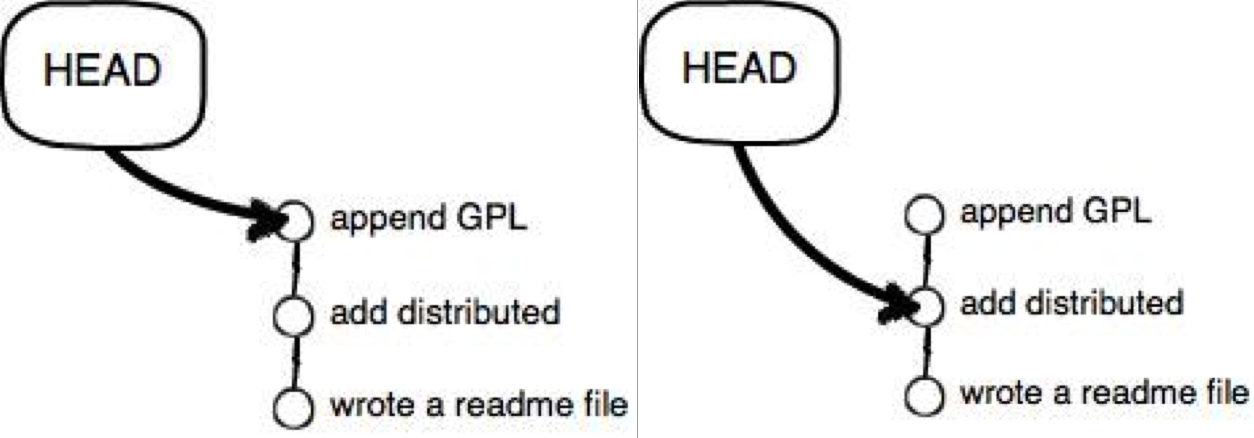 HEAD
append GPL
add distributed
wrote a readme file
HEAD
append GPL
add distributed
wrote a readme file